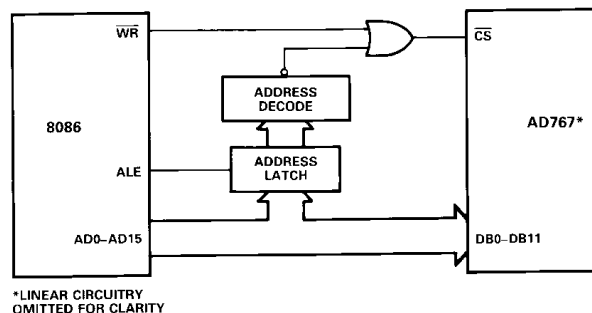 WR
CS
ADDRESS
DECODE
8086
AD767*
ADDRESS
LATCH
ALE
AD0–AD15
DB0–DB11
*LINEAR CIRCUITRY
OMITTED FOR CLARITY